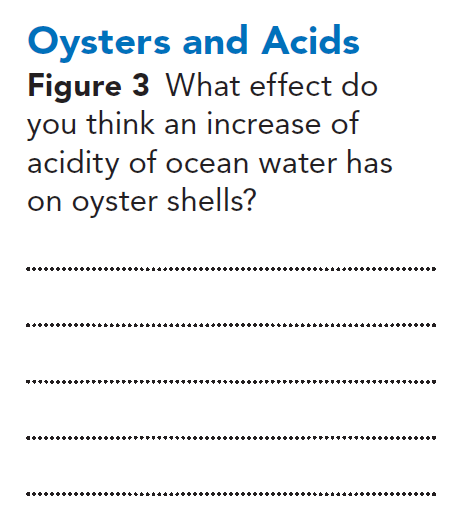 Oysters and Acids
Figure 3 What effect do
you think an increase of
acidity of ocean water has
on oyster shells?